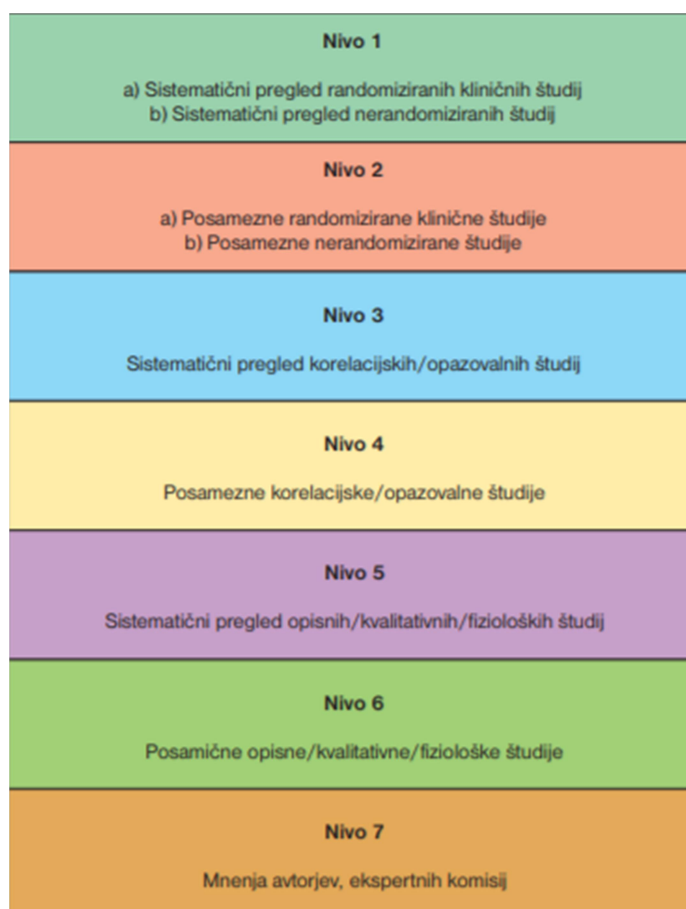 Nivo 1
a) Sistematični pregled randomiziranih kliničnih študij
b) Sistematični pregled nerandomiziranih študij
Nivo 2
a) Posamezne randomizirane klinične študije
b) Posamezne nerandomizirane študije
Nivo 3
Sistematični pregled korelacijskih/opazovalnih študij
Nivo 4
Posamezne korelacijske/opazovalne študije
Nivo 5
Sistematični pregled opisnih/kvalitativnih/fizioloških študij
Nivo 6
Posamične opisne/kvalitativne/fiziološke študije
Nivo 7
Mnenja avtorjev, ekspertnih komisij